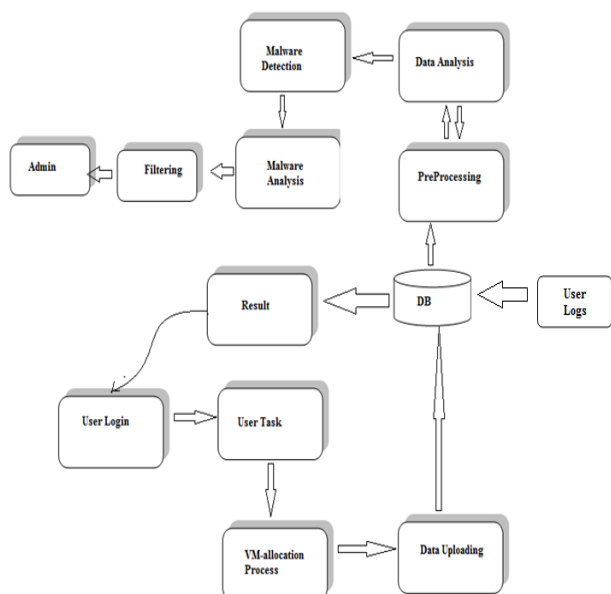 Malware
Detection
Data Analysis
Admin
Filtering
Malware
Analysis
PreProcessing
Result
DB
User
Logs
User Login
User Task
VM-allocation
Process
Data Uploading